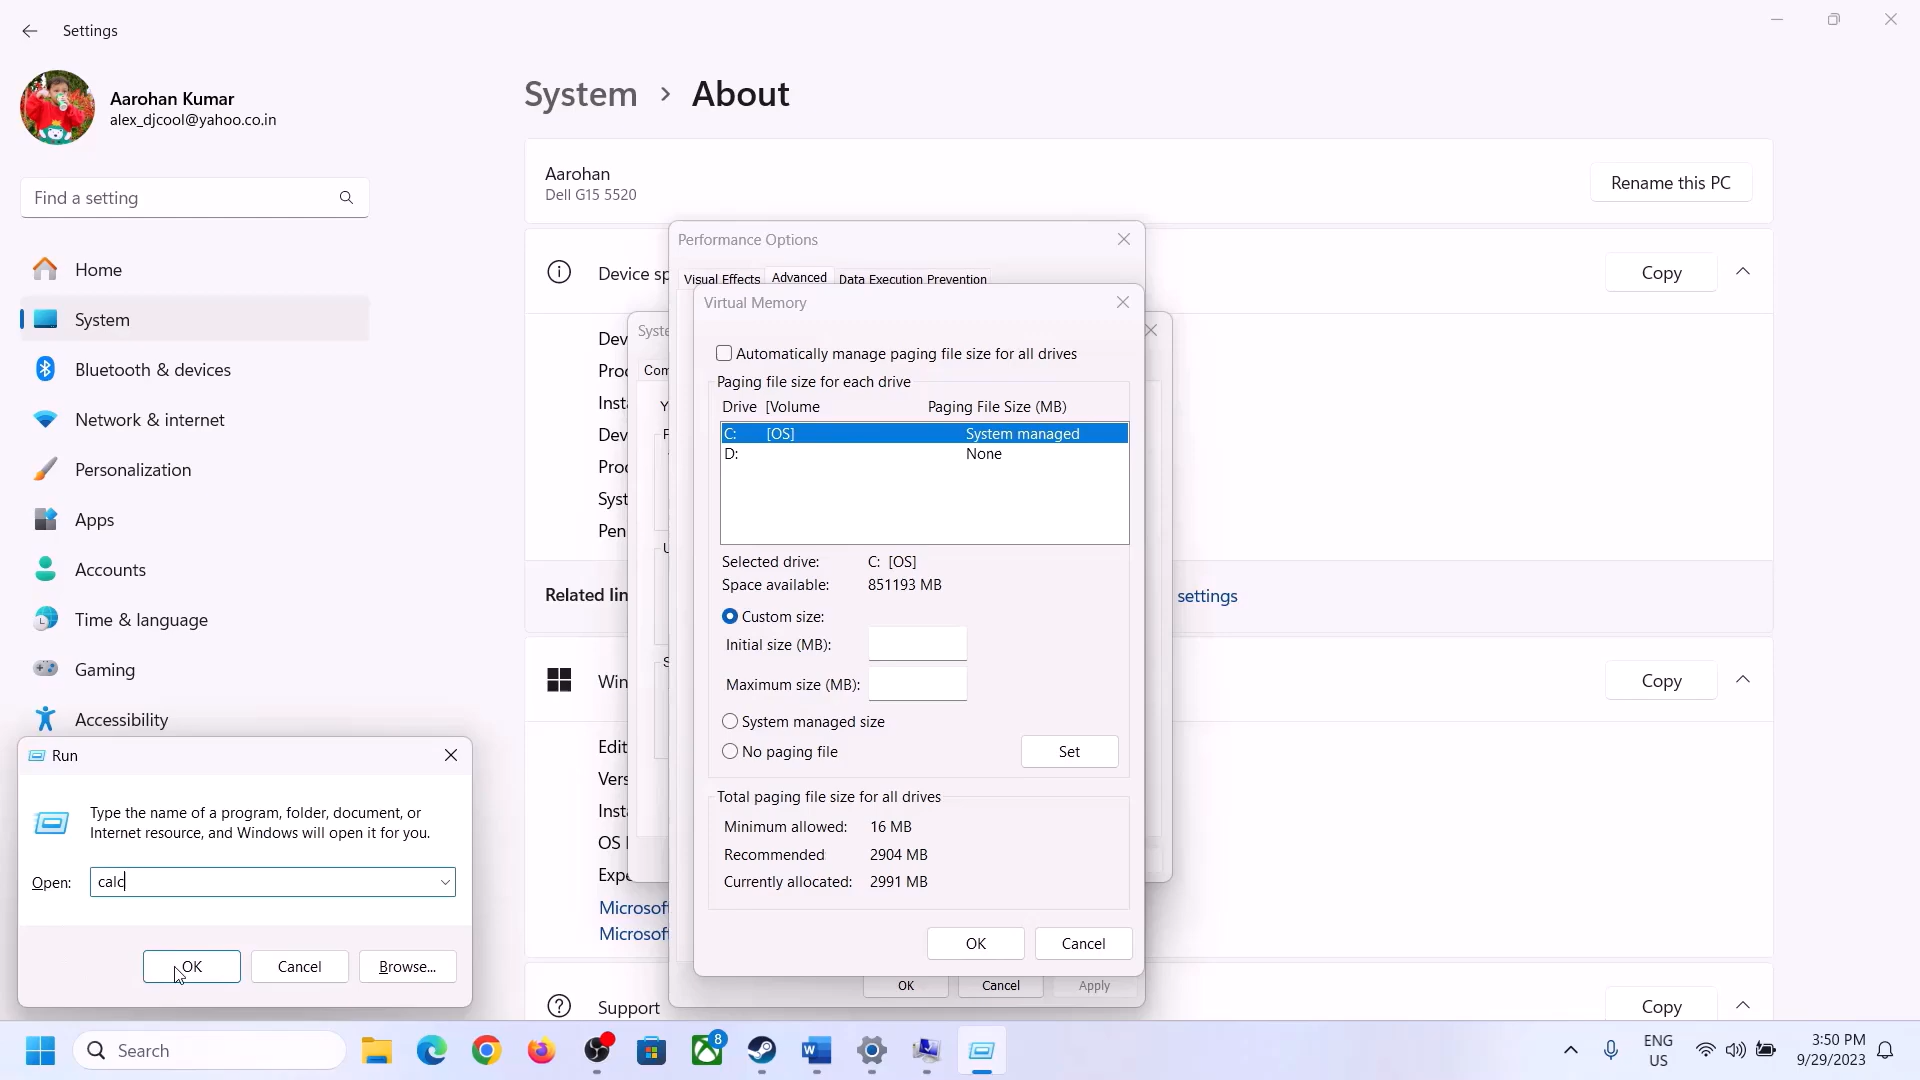 Settings
Aarohan Kumar
alex_djcool@yahoo.co.in
Find a setting
Home
System
Bluetooth & devices
Network & internet
Personalization
Apps
Accounts
Time & language
Gaming
Accessibility
System > About
Aarohan
Dell G15 5520
Rename this PC
Device sp
Copy
Dev
Proc
Insta
Dev
Proc
Syst
Pen
Related lin
settings
Win
Copy
Edit
Vers
Insta
OS
Expe
Microsof
Microsof
Support
Copy
Syste
Com
Performance Options
Visual Effects
Advanced
Data Execution Prevention
OK
Cancel
Apply
Virtual Memory
Automatically manage paging file size for all drives
Paging file size for each drive
Drive [Volume
Paging File Size (MB)
C: [OS] System managed
D: None
Selected drive: C: [OS]
Space available: 851193 MB
Custom size:
Initial size (MB):
Maximum size (MB):
System managed size
No paging file
Set
Total paging file size for all drives
Minimum allowed: 16 MB
Recommended 2904 MB
Currently allocated: 2991 MB
OK
Cancel
Run
Type the name of a program, folder, document, or
Internet resource, and Windows will open it for you.
Open: calc
OK
Cancel
Browse...
Search
8
ENG
US
3:50 PM
9/29/2023